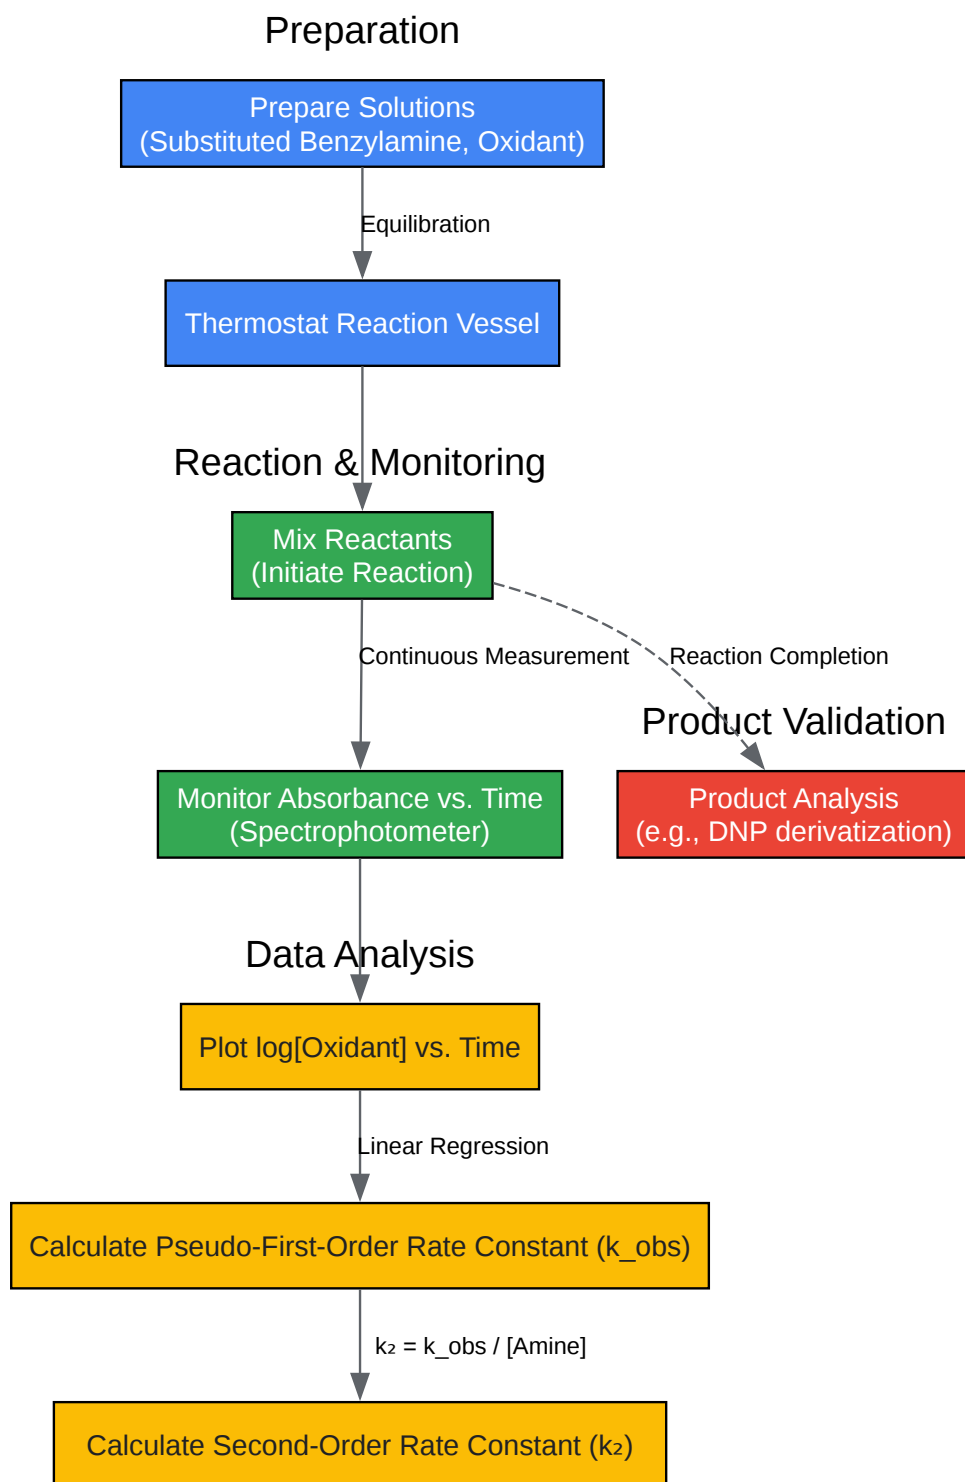 Preparation
Prepare Solutions
(Substituted Benzylamine, Oxidant)
Equilibration
Thermostat Reaction Vessel
Reaction & Monitoring
Mix Reactants
(Initiate Reaction)
Continuous Measurement
Reaction Completion
Product Validation
Monitor Absorbance vs. Time
(Spectrophotometer)
Product Analysis
(e.g., DNP derivatization)
Data Analysis
Plot log[Oxidant] vs. Time
Linear Regression
Calculate Pseudo-First-Order Rate Constant (k_obs)
k₂ = k_obs / [Amine]
Calculate Second-Order Rate Constant (k₂)